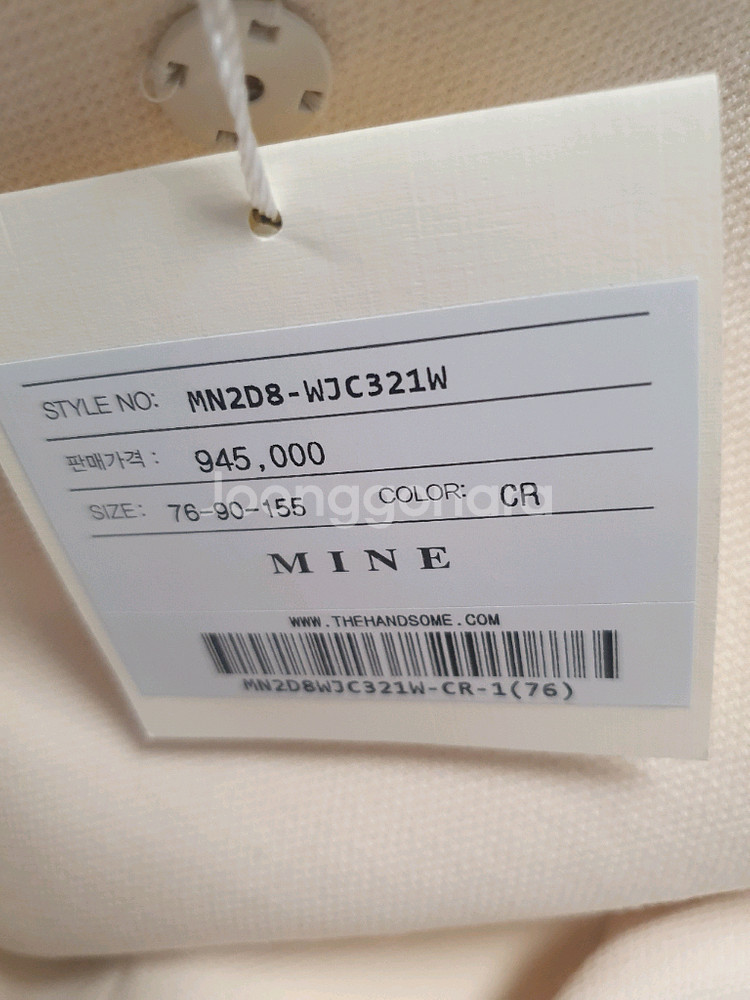 STYLE NO: MN2D8-WJC321W
판매가격: 945,000
SIZE: 76-90-155 COLOR: CR
joonggonara
MINE
WWW.THEHANDSOME.COM
MN2D8WJC321W-CR-1(76)